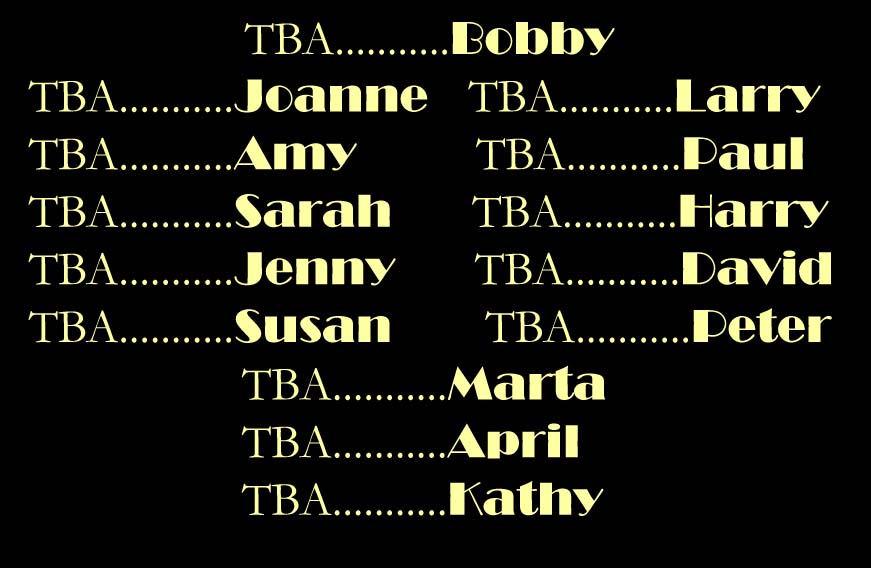 TBA...........Bobby
TBA...........Joanne TBA...........Larry
TBA...........Amy TBA...........Paul
TBA...........Sarah TBA...........Harry
TBA...........Jenny TBA...........David
TBA...........Susan TBA...........Peter
TBA...........Marta
TBA...........April
TBA...........Kathy